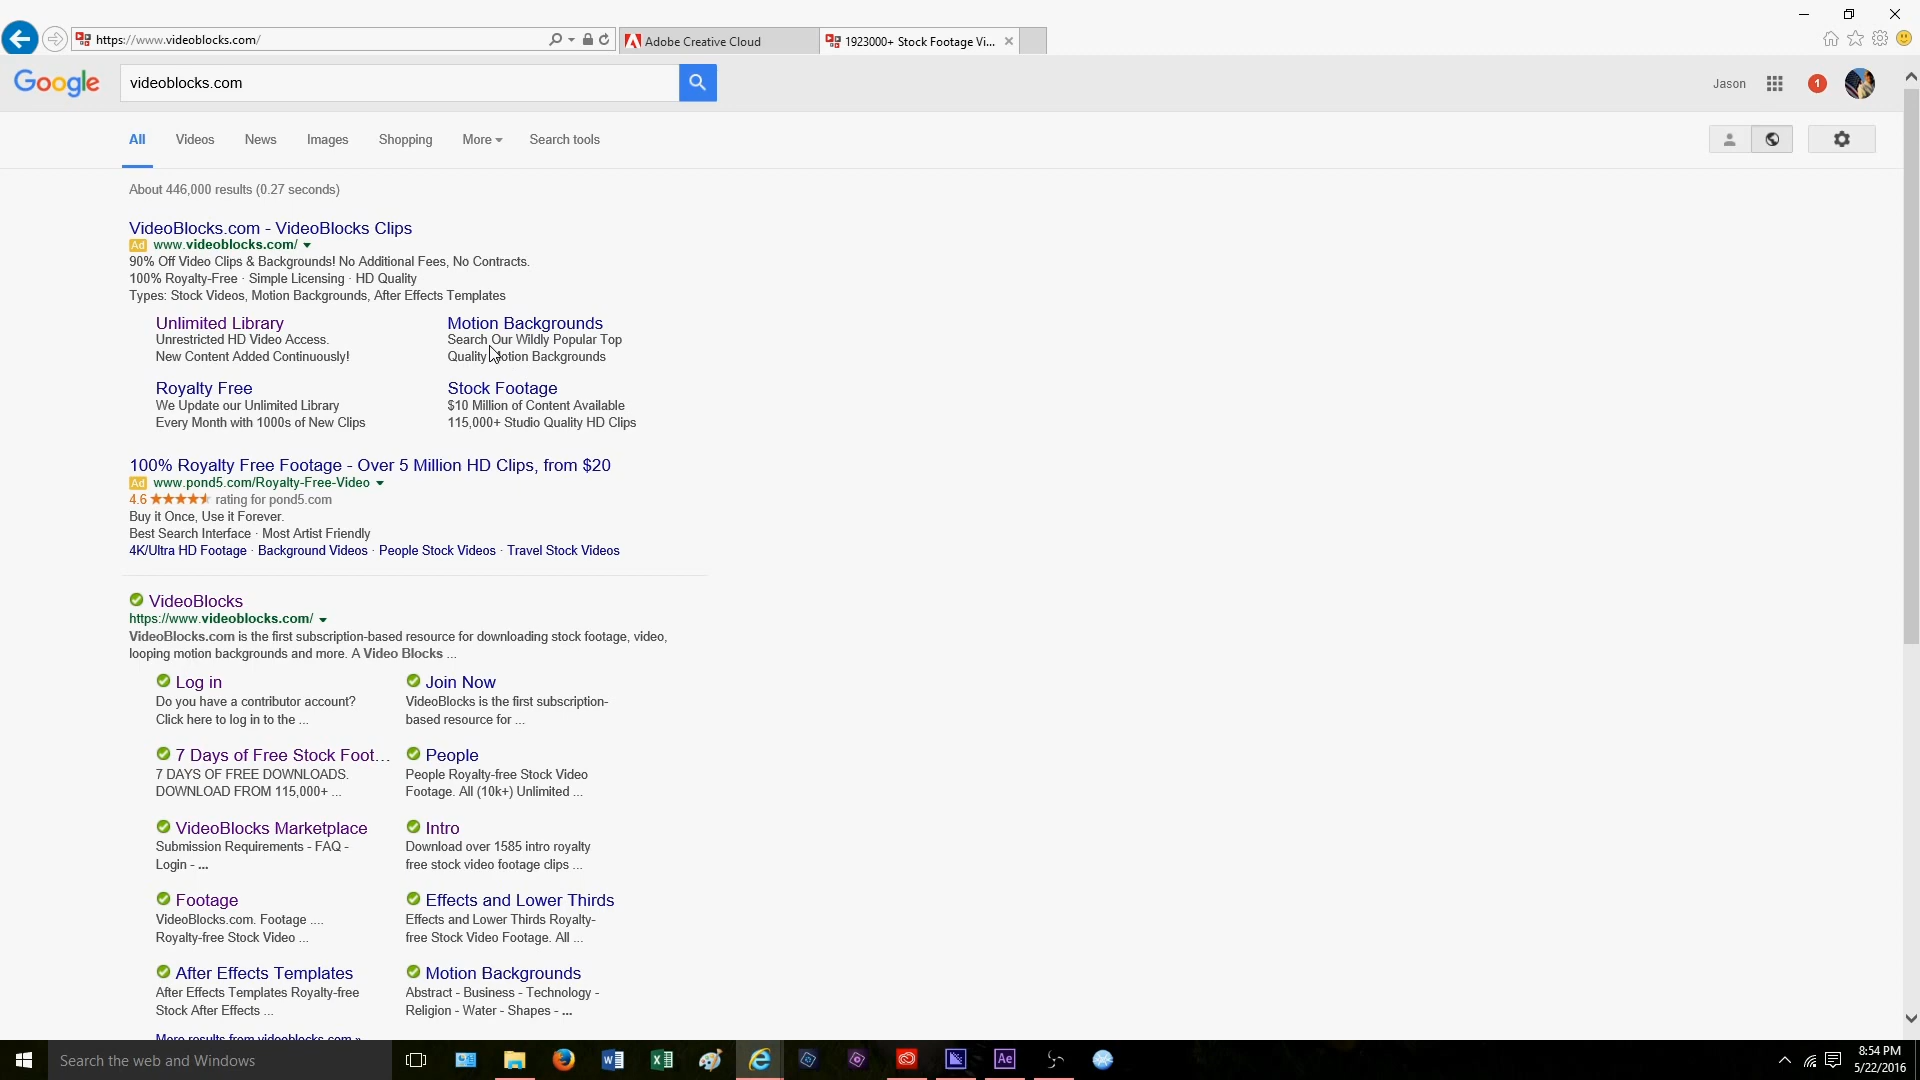 https://www.videoblocks.com/
Adobe Creative Cloud
1923000+ Stock Footage Vi...
Google
videoblocks.com
Jason
1
All
Videos
News
Images
Shopping
More
Search tools
About 446,000 results (0.27 seconds)
VideoBlocks.com - VideoBlocks Clips
Ad www.videoblocks.com/
90% Off Video Clips & Backgrounds! No Additional Fees, No Contracts.
100% Royalty-Free · Simple Licensing · HD Quality
Types: Stock Videos, Motion Backgrounds, After Effects Templates
Unlimited Library
Unrestricted HD Video Access.
New Content Added Continuously!
Motion Backgrounds
Search Our Wildly Popular Top
Quality Motion Backgrounds
Royalty Free
We Update our Unlimited Library
Every Month with 1000s of New Clips
Stock Footage
$10 Million of Content Available
115,000+ Studio Quality HD Clips
100% Royalty Free Footage - Over 5 Million HD Clips, from $20
Ad www.pond5.com/Royalty-Free-Video
4.6 rating for pond5.com
Buy it Once, Use it Forever.
Best Search Interface · Most Artist Friendly
4K/Ultra HD Footage · Background Videos · People Stock Videos · Travel Stock Videos
VideoBlocks
https://www.videoblocks.com/
VideoBlocks.com is the first subscription-based resource for downloading stock footage, video,
looping motion backgrounds and more. A Video Blocks ...
Log in
Do you have a contributor account?
Click here to log in to the ...
Join Now
VideoBlocks is the first subscription-
based resource for ...
7 Days of Free Stock Foot...
7 DAYS OF FREE DOWNLOADS.
DOWNLOAD FROM 115,000+ ...
People
People Royalty-free Stock Video
Footage. All (10k+) Unlimited ...
VideoBlocks Marketplace
Submission Requirements - FAQ -
Login - ...
Intro
Download over 1585 intro royalty
free stock video footage clips ...
Footage
VideoBlocks.com. Footage ....
Royalty-free Stock Video ...
Effects and Lower Thirds
Effects and Lower Thirds Royalty-
free Stock Video Footage. All ...
After Effects Templates
After Effects Templates Royalty-free
Stock After Effects ...
Motion Backgrounds
Abstract - Business - Technology -
Religion - Water - Shapes - ...
More results from videoblocks.com »
Search the web and Windows
Ae
8:54 PM
5/22/2016